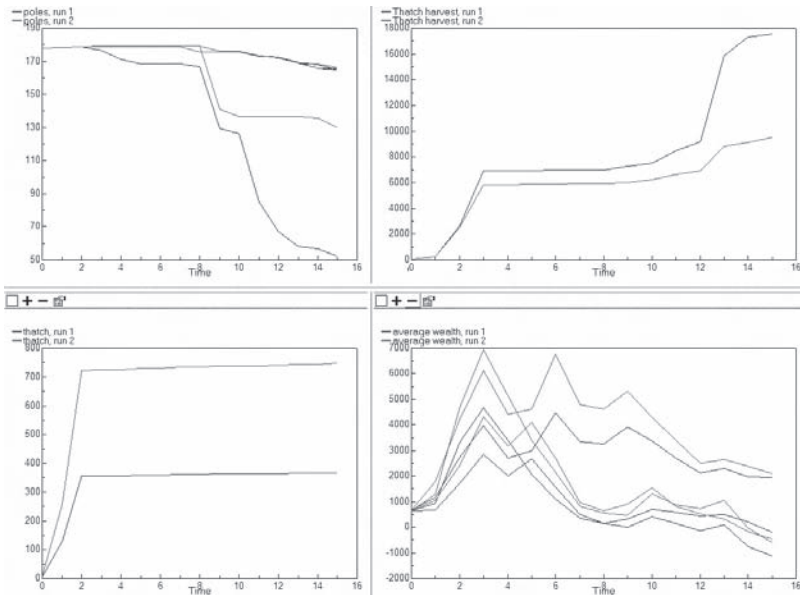 poles, run 1
poles, run 2
190
170
150
130
110
90
70
50
0 2 4 6 8 10 12 14 16
Time
Thatch harvest, run 1
Thatch harvest, run 2
18000
16000
14000
12000
10000
8000
6000
4000
2000
0
0 2 4 6 8 10 12 14 16
Time
thatch, run 1
thatch, run 2
800
700
600
500
400
300
200
100
0
0 2 4 6 8 10 12 14 16
Time
average wealth, run 1
average wealth, run 2
7000
6000
5000
4000
3000
2000
1000
0
-1000
-2000
0 2 4 6 8 10 12 14 16
Time